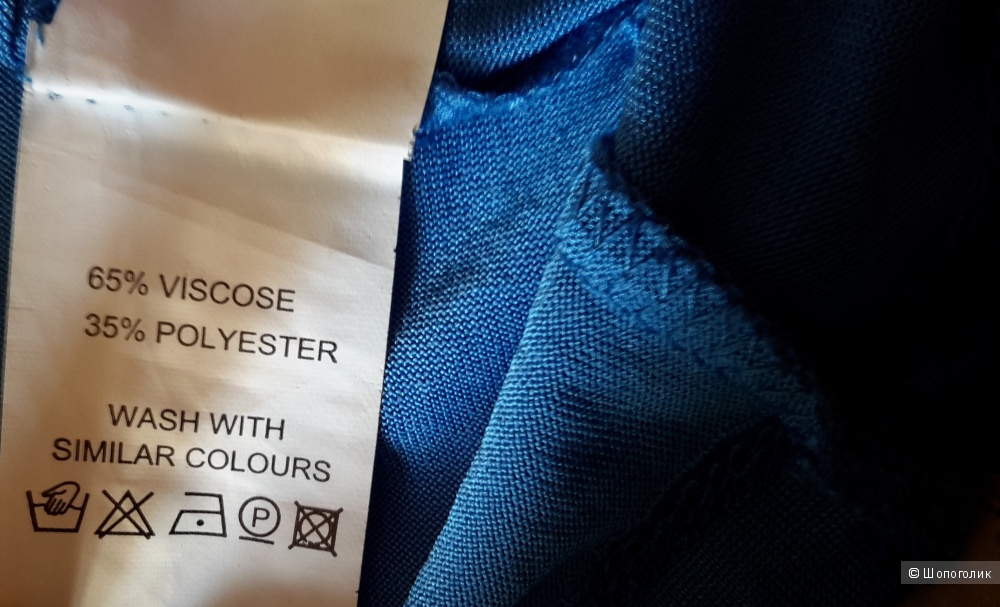 65% VISCOSE
35% POLYESTER
WASH WITH
SIMILAR COLOURS
P
© Шопоголик